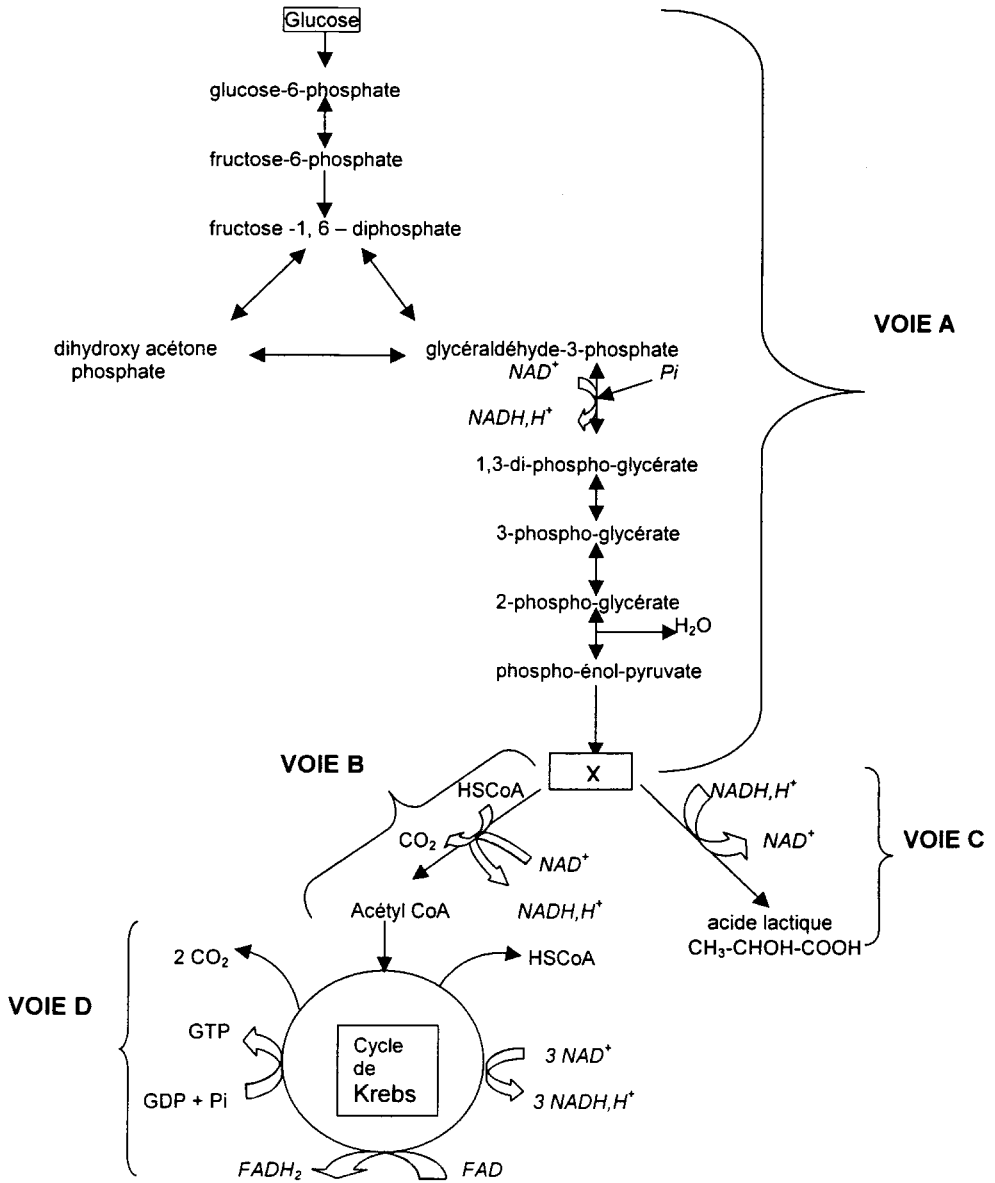 Glucose
glucose-6-phosphate
fructose-6-phosphate
fructose -1, 6 – diphosphate
VOIE A
dihydroxy acétone
phosphate
glycéraldéhyde-3-phosphate
NAD⁺
Pi
NADH,H⁺
1,3-di-phospho-glycérate
3-phospho-glycérate
2-phospho-glycérate
H₂O
phospho-énol-pyruvate
VOIE B
X
HSCoA
NADH,H⁺
CO₂
NAD⁺
VOIE C
NAD⁺
Acétyl CoA
NADH,H⁺
acide lactique
CH₃-CHOH-COOH
2 CO₂
HSCoA
VOIE D
GTP
Cycle
de
Krebs
3 NAD⁺
GDP + Pi
3 NADH,H⁺
FADH₂
FAD